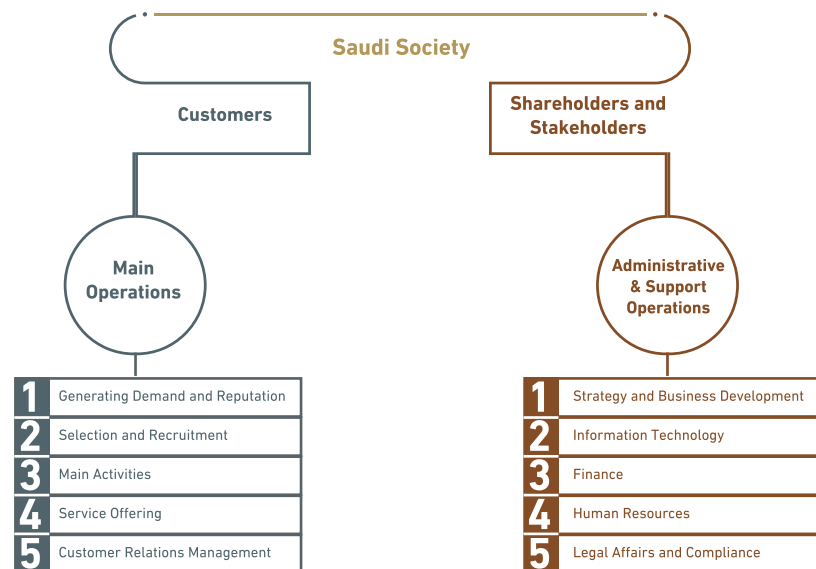 Saudi Society
Customers
Shareholders and
Stakeholders
Main
Operations
Administrative
& Support
Operations
1 Generating Demand and Reputation
2 Selection and Recruitment
3 Main Activities
4 Service Offering
5 Customer Relations Management
1 Strategy and Business Development
2 Information Technology
3 Finance
4 Human Resources
5 Legal Affairs and Compliance